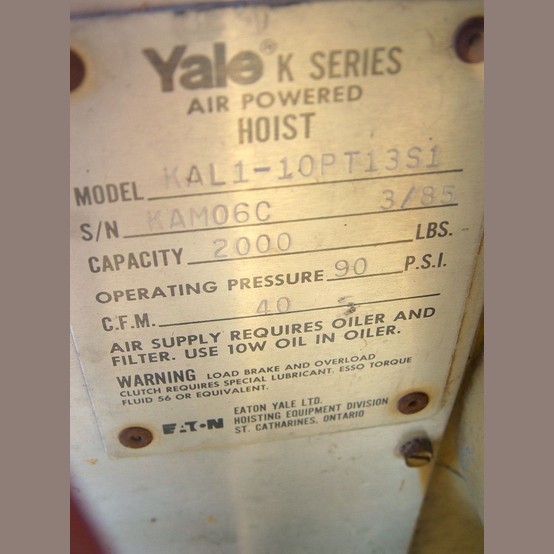 Yale® K SERIES
AIR POWERED
HOIST
MODEL KAL1-10PT13S1
S/N KAM06C 3/85
CAPACITY 2000 LBS.
OPERATING PRESSURE 90 P.S.I.
C.F.M. 40
AIR SUPPLY REQUIRES OILER AND
FILTER. USE 10W OIL IN OILER.
WARNING LOAD BRAKE AND OVERLOAD
CLUTCH REQUIRES SPECIAL LUBRICANT. ESSO TORQUE
FLUID 56 OR EQUIVALENT.
EATON
EATON YALE LTD.
HOISTING EQUIPMENT DIVISION
ST. CATHARINES, ONTARIO